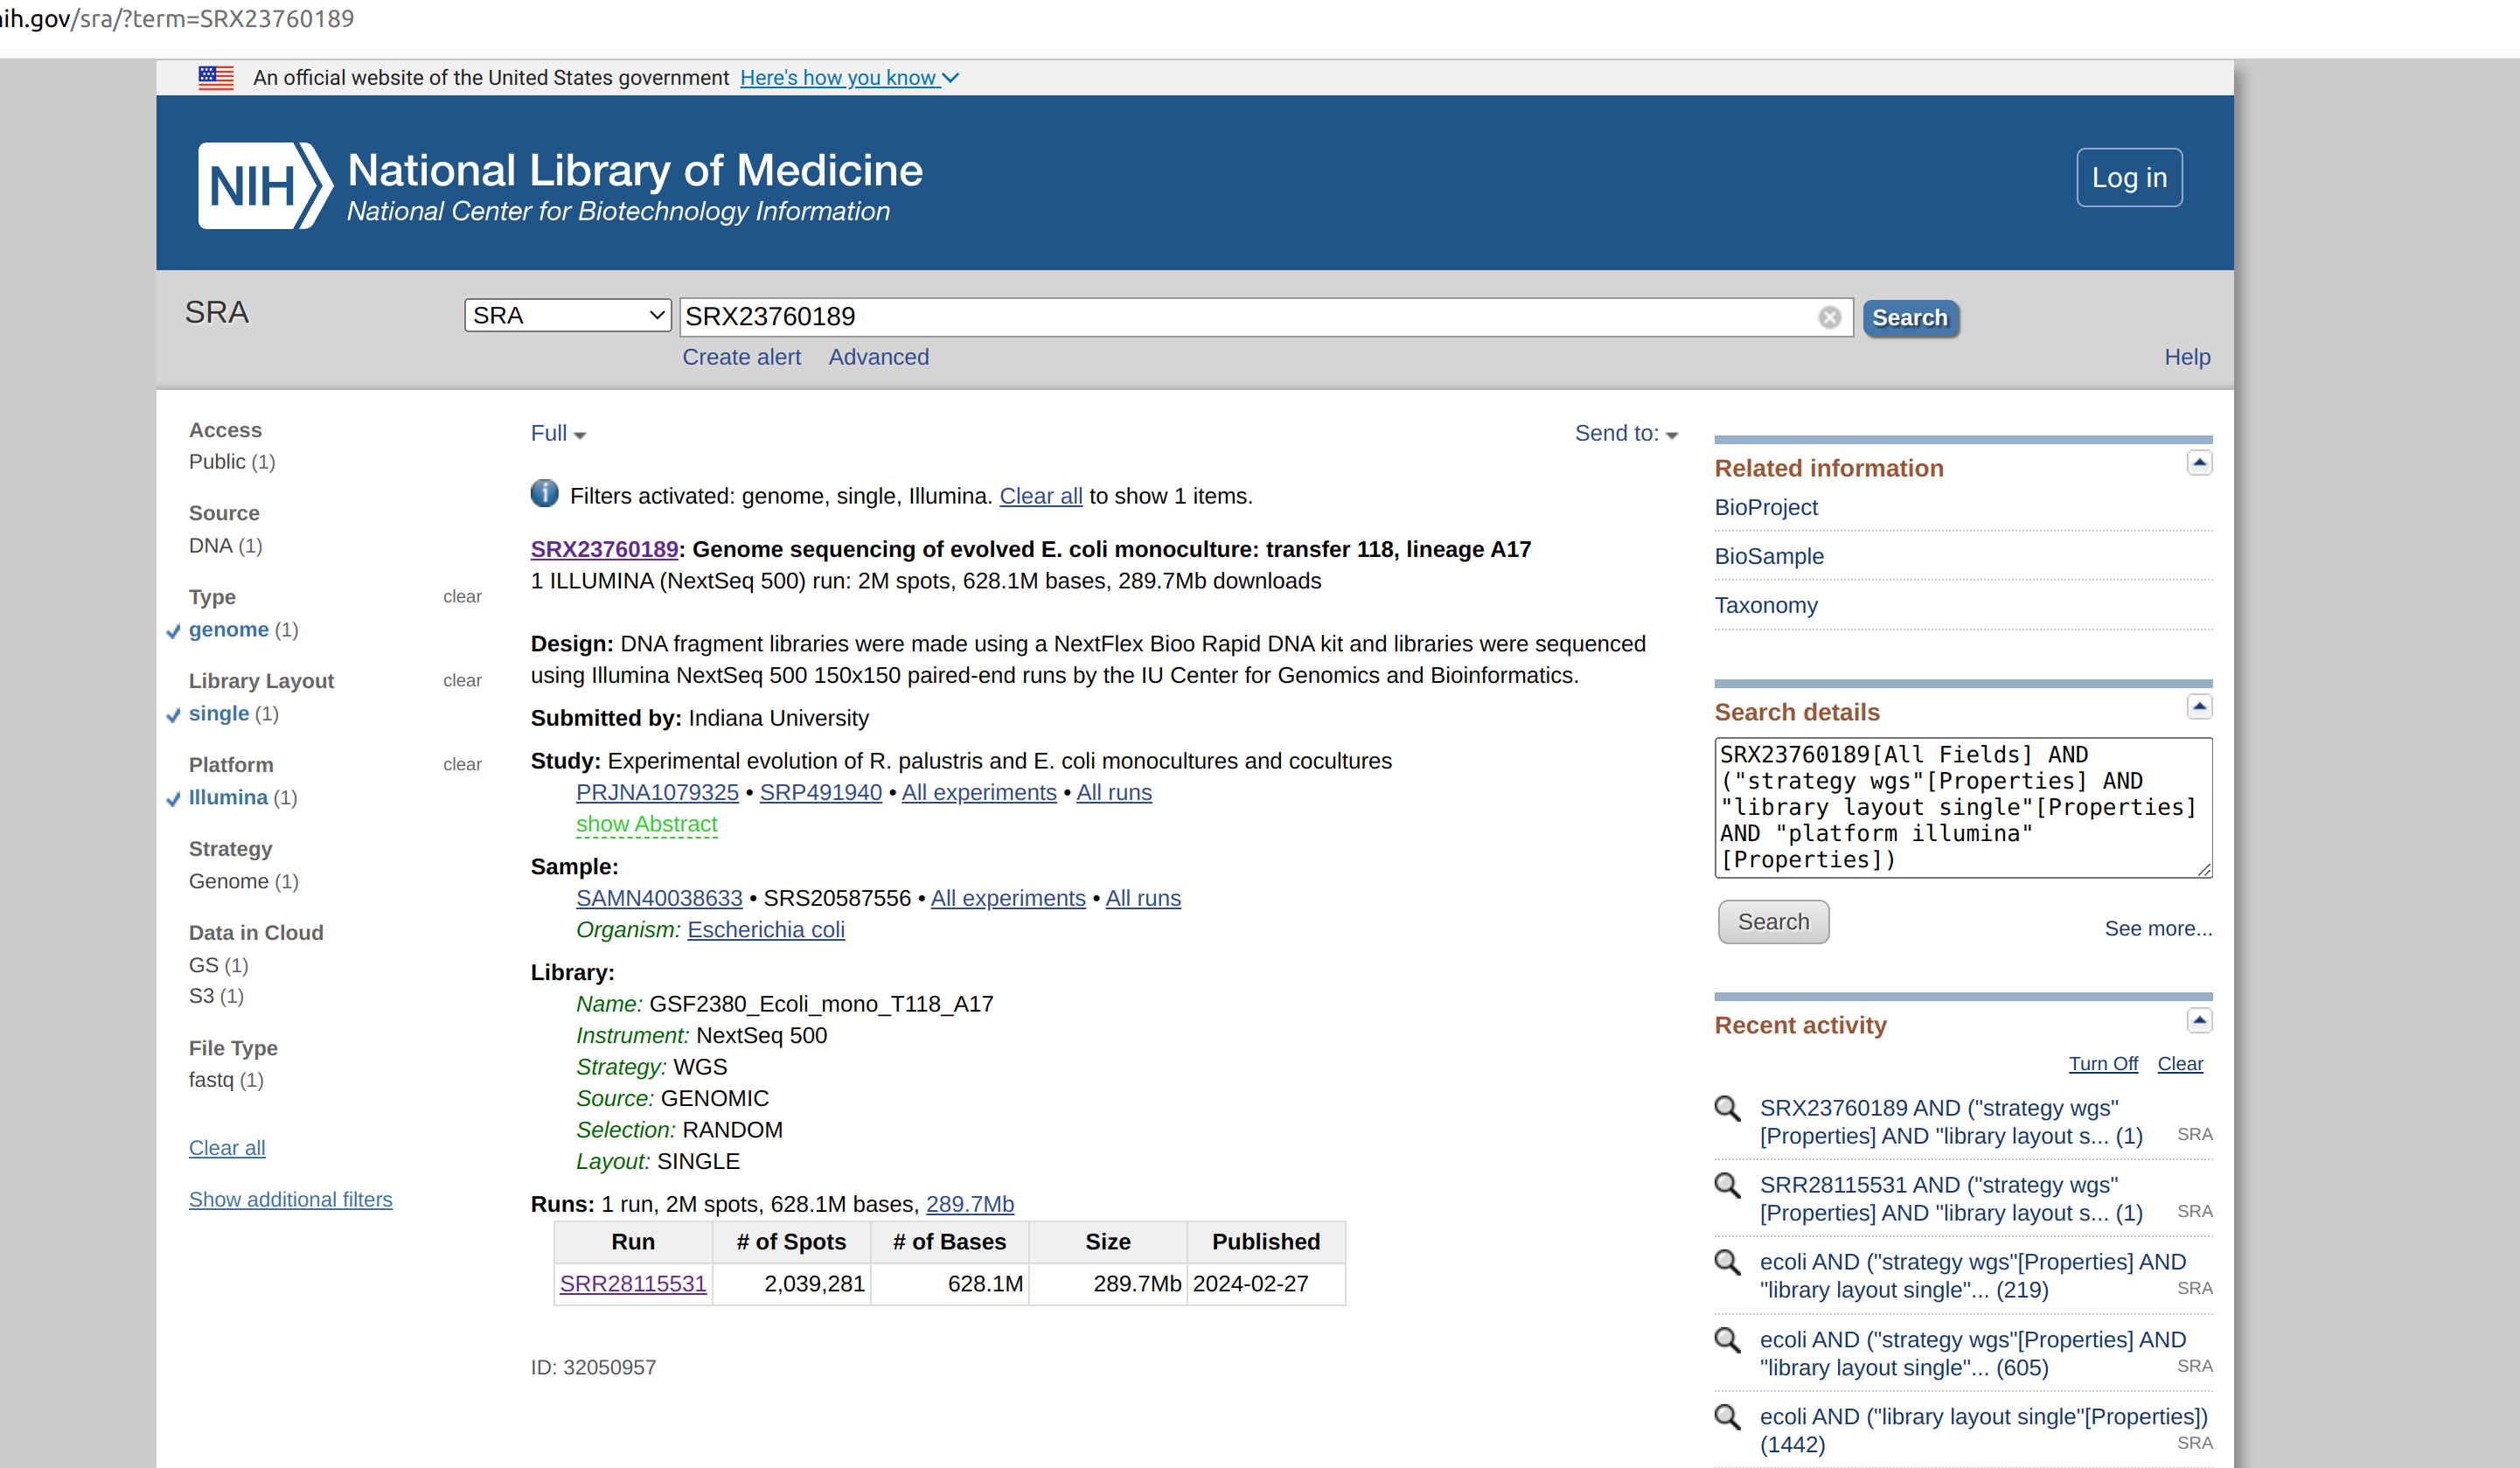 nih.gov/sra/?term=SRX23760189
An official website of the United States government Here's how you know
NIH National Library of Medicine
National Center for Biotechnology Information
Log in
SRA
SRA
SRX23760189
Search
Create alert Advanced
Help
Access
Public (1)
Source
DNA (1)
Type clear
genome (1)
Library Layout clear
single (1)
Platform clear
Illumina (1)
Strategy
Genome (1)
Data in Cloud
GS (1)
S3 (1)
File Type
fastq (1)
Clear all
Show additional filters
Full
Send to:
Filters activated: genome, single, Illumina. Clear all to show 1 items.
SRX23760189: Genome sequencing of evolved E. coli monoculture: transfer 118, lineage A17
1 ILLUMINA (NextSeq 500) run: 2M spots, 628.1M bases, 289.7Mb downloads
Design: DNA fragment libraries were made using a NextFlex Bioo Rapid DNA kit and libraries were sequenced
using Illumina NextSeq 500 150x150 paired-end runs by the IU Center for Genomics and Bioinformatics.
Submitted by: Indiana University
Study: Experimental evolution of R. palustris and E. coli monocultures and cocultures
PRJNA1079325 • SRP491940 • All experiments • All runs
show Abstract
Sample:
SAMN40038633 • SRS20587556 • All experiments • All runs
Organism: Escherichia coli
Library:
Name: GSF2380_Ecoli_mono_T118_A17
Instrument: NextSeq 500
Strategy: WGS
Source: GENOMIC
Selection: RANDOM
Layout: SINGLE
Runs: 1 run, 2M spots, 628.1M bases, 289.7Mb
Run # of Spots # of Bases Size Published
SRR28115531 2,039,281 628.1M 289.7Mb 2024-02-27
ID: 32050957
Related information
BioProject
BioSample
Taxonomy
Search details
SRX23760189[All Fields] AND
("strategy wgs"[Properties] AND
"library layout single"[Properties]
AND "platform illumina"
[Properties])
Search
See more...
Recent activity
Turn Off Clear
SRX23760189 AND ("strategy wgs"
[Properties] AND "library layout s... (1) SRA
SRR28115531 AND ("strategy wgs"
[Properties] AND "library layout s... (1) SRA
ecoli AND ("strategy wgs"[Properties] AND
"library layout single"... (219) SRA
ecoli AND ("strategy wgs"[Properties] AND
"library layout single"... (605) SRA
ecoli AND ("library layout single"[Properties])
(1442) SRA